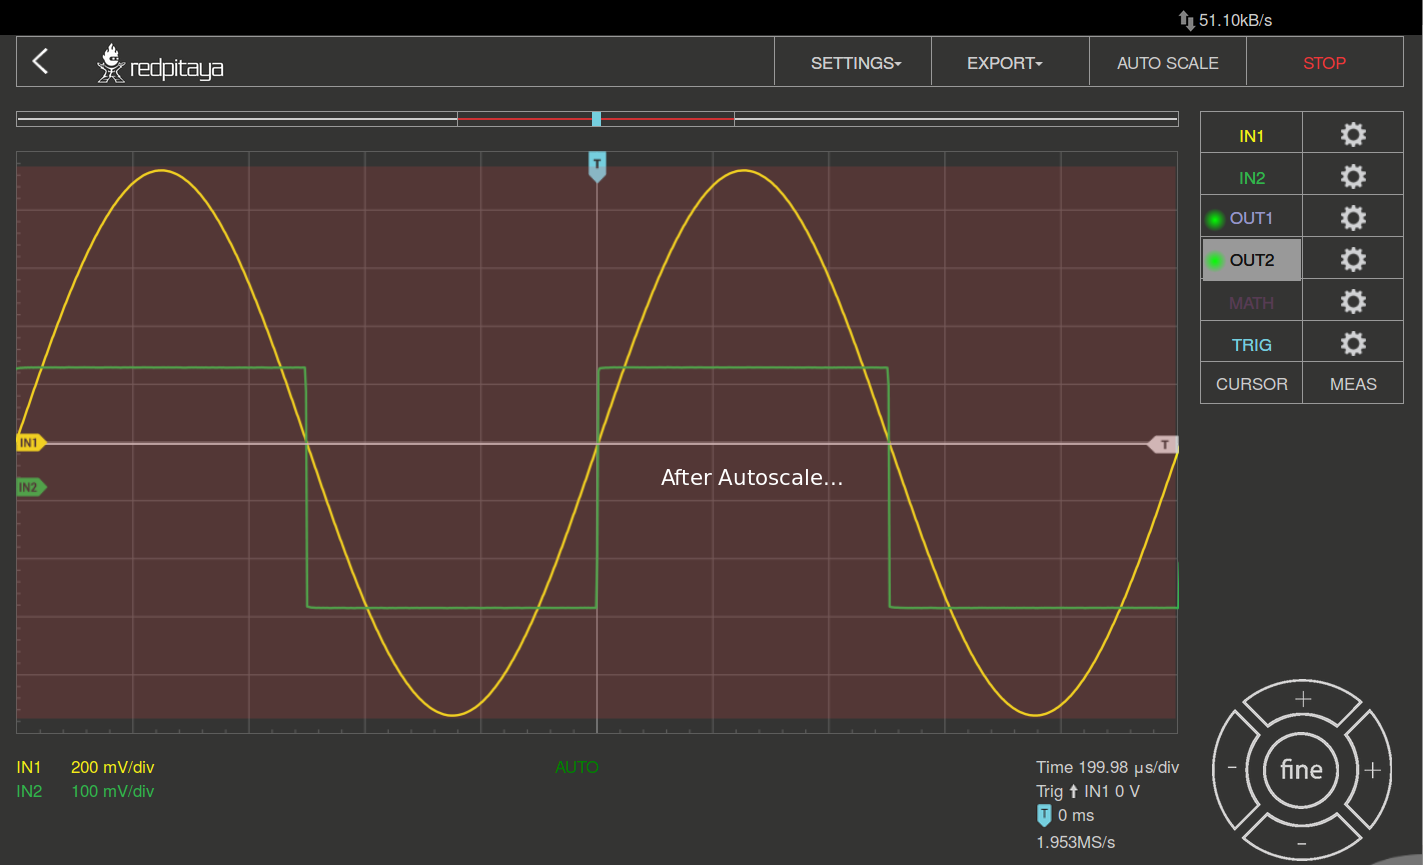 51.10kB/s
redpitaya SETTINGS EXPORT AUTO SCALE STOP
T
IN1
IN2
OUT1
OUT2
MATH
TRIG
CURSOR MEAS
IN1 T
After Autoscale...
IN2
+
- fine +
-
IN1 200 mV/div AUTO Time 199.98 µs/div
IN2 100 mV/div Trig IN1 0 V
T 0 ms
1.953MS/s